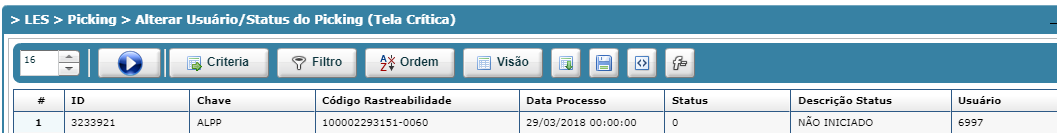 > LES > Picking > Alterar Usuário/Status do Picking (Tela Crítica)
16 Criteria Filtro Ordem Visão
# ID Chave Código Rastreabilidade Data Processo Status Descrição Status Usuário
1 3233921 ALPP 100002293151-0060 29/03/2018 00:00:00 0 NÃO INICIADO 6997